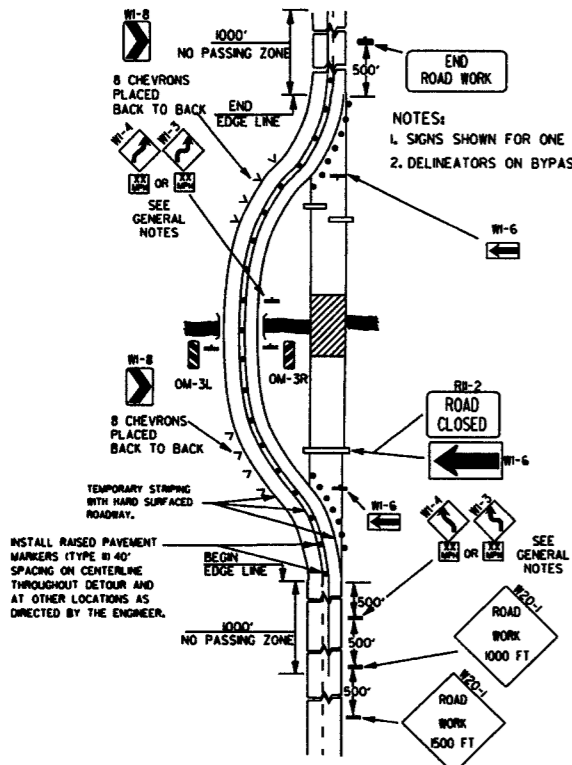 W1-8
1000'
NO PASSING ZONE
500'
END
ROAD WORK
8 CHEVRONS
PLACED
BACK TO BACK
END
EDGE LINE
NOTES:
1. SIGNS SHOWN FOR ONE
2. DELINEATORS ON BYPAS
W1-4
W1-3
XX
MPH
OR
XX
MPH
SEE
GENERAL
NOTES
W1-6
W1-8
OM-3L
OM-3R
R11-2
ROAD
CLOSED
W1-6
8 CHEVRONS
PLACED
BACK TO BACK
TEMPORARY STRIPING
WITH HARD SURFACED
ROADWAY.
W1-6
W1-4
W1-3
XX
MPH
OR
XX
MPH
SEE
GENERAL
NOTES
INSTALL RAISED PAVEMENT
MARKERS (TYPE II) 40'
SPACING ON CENTERLINE
THROUGHOUT DETOUR AND
AT OTHER LOCATIONS AS
DIRECTED BY THE ENGINEER.
BEGIN
EDGE LINE
1000'
NO PASSING ZONE
500'
500'
500'
W20-1
ROAD
WORK
1000 FT
W20-1
ROAD
WORK
1500 FT